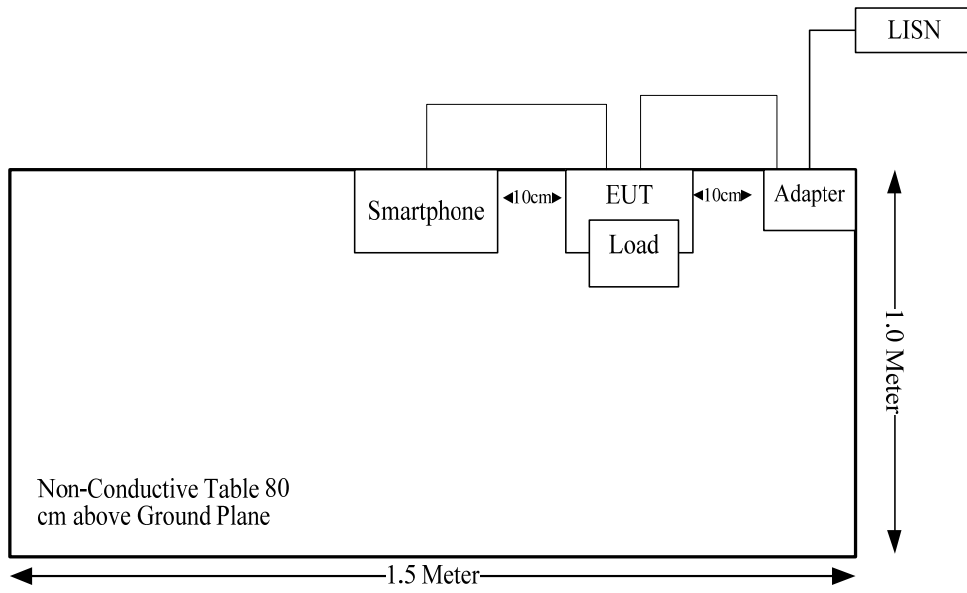 LISN
Smartphone
10cm
EUT
10cm
Adapter
Load
1.0 Meter
Non-Conductive Table 80
cm above Ground Plane
1.5 Meter